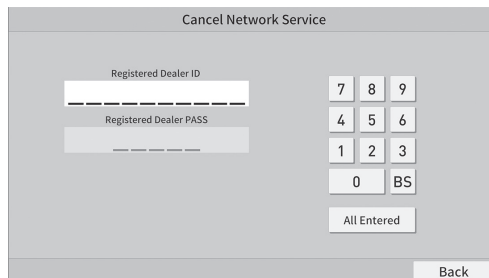 Cancel Network Service
Registered Dealer ID
Registered Dealer PASS
7 8 9
4 5 6
1 2 3
0 BS
All Entered
Back